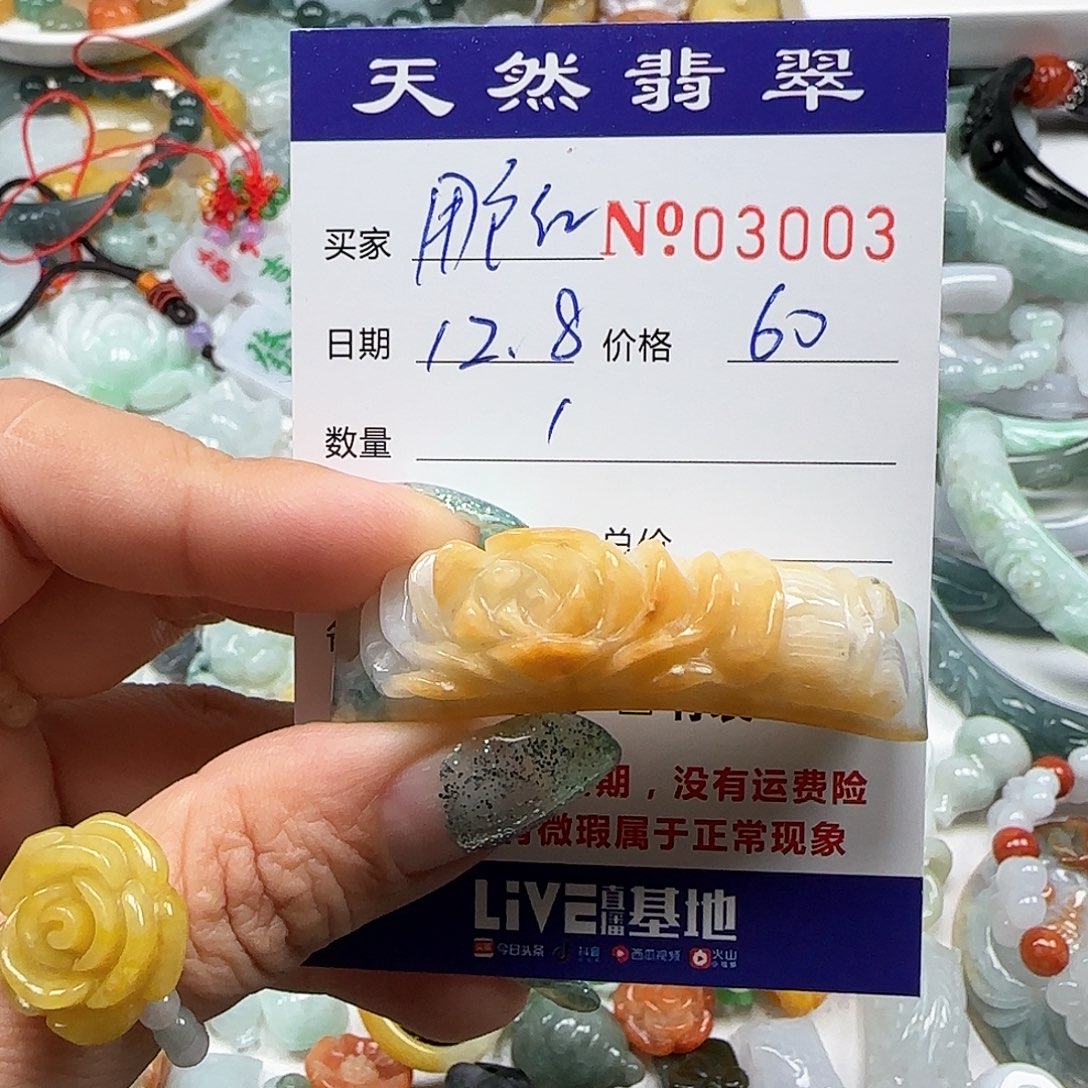 天然翡翠
买家 No03003
日期 12.8 价格 60
数量 1
总价
期，没有运费险
微瑕属于正常现象
LiVE直播基地
今日头条 抖音 西瓜视频 火山
福